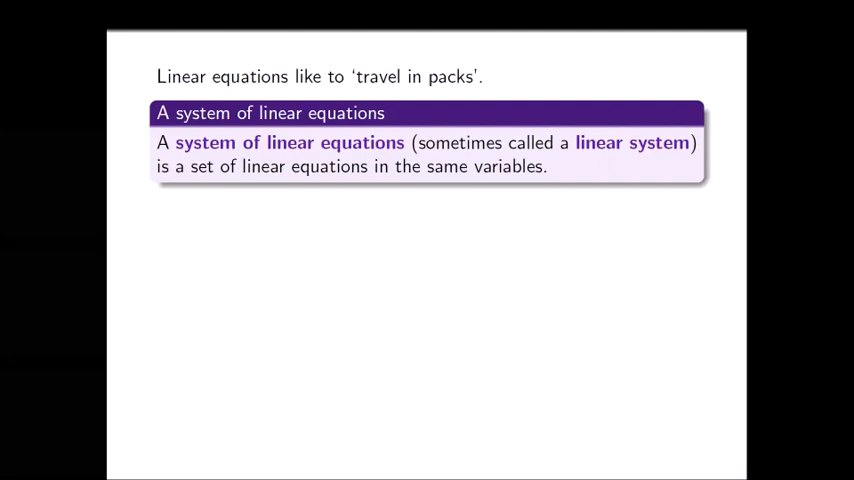 Linear equations like to ‘travel in packs’.
A system of linear equations
A system of linear equations (sometimes called a linear system)
is a set of linear equations in the same variables.